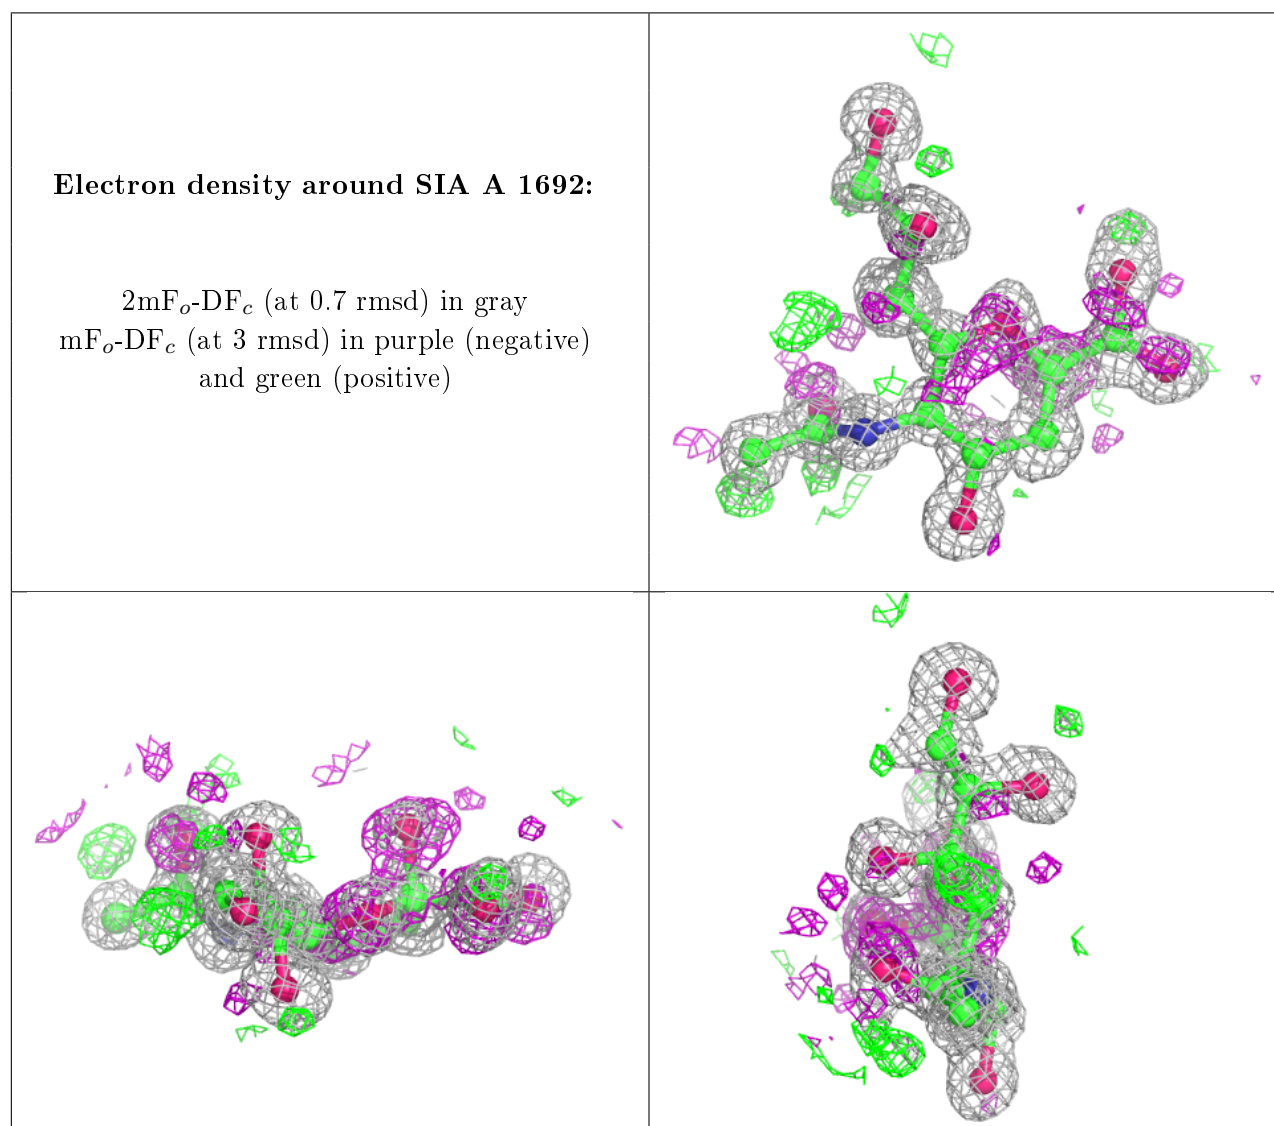 Electron density around SIA A 1692:
2mFo-DFc (at 0.7 rmsd) in gray
mFo-DFc (at 3 rmsd) in purple (negative)
and green (positive)